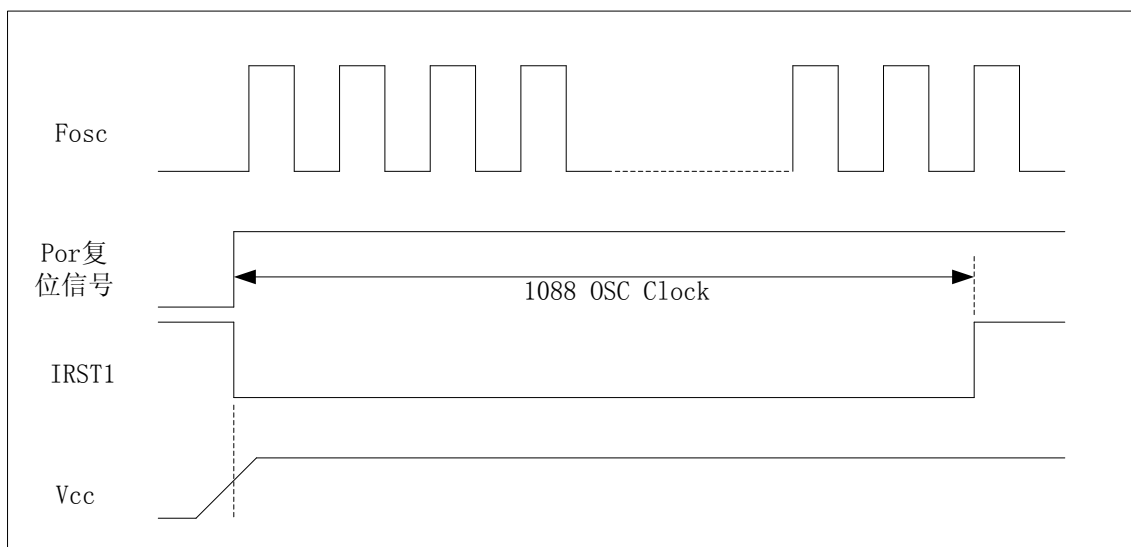 Fosc
Por复
位信号
1088 OSC Clock
IRST1
Vcc